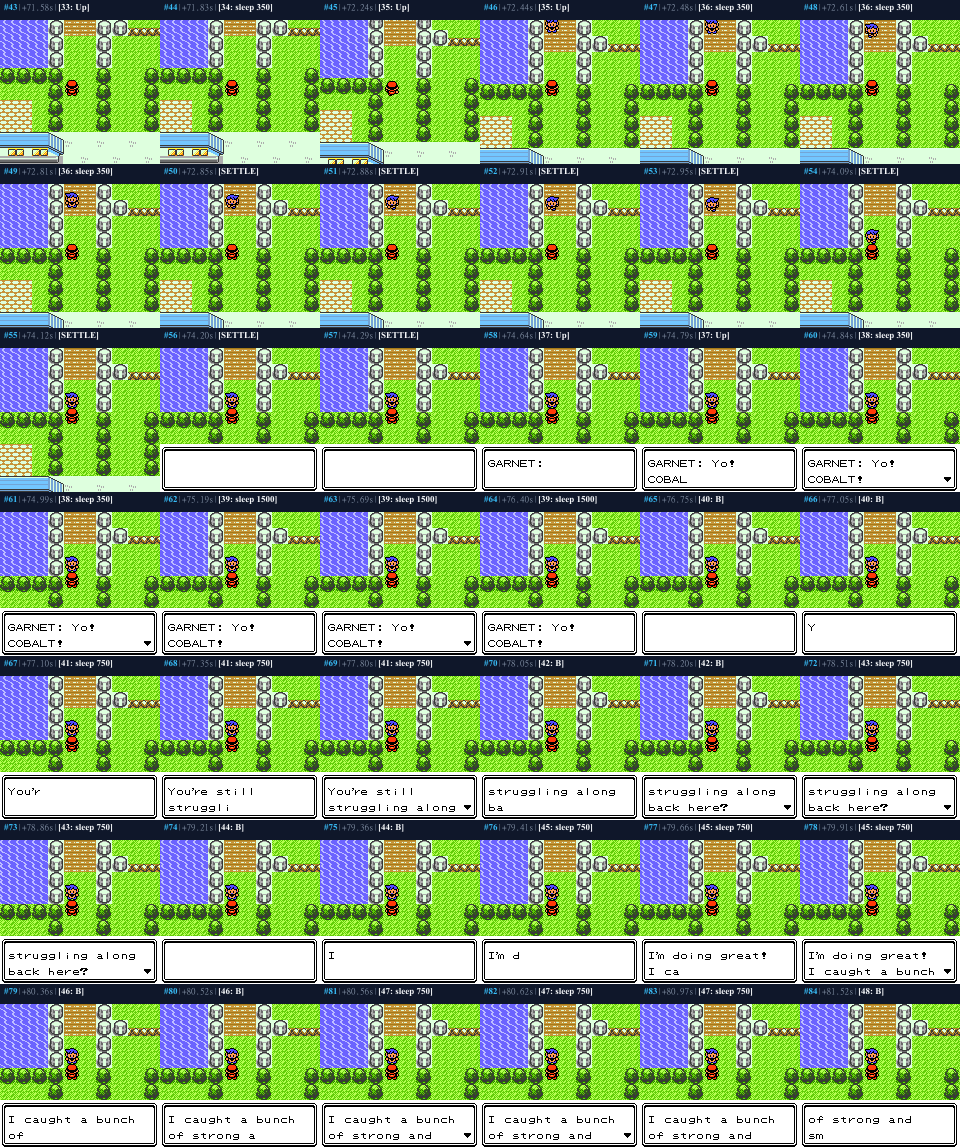 #43|+71.58s|[33: Up]
#44|+71.83s|[34: sleep 350]
#45|+72.24s|[35: Up]
#46|+72.44s|[35: Up]
#47|+72.48s|[36: sleep 350]
#48|+72.61s|[36: sleep 350]
#49|+72.81s|[36: sleep 350]
#50|+72.85s|[SETTLE]
#51|+72.88s|[SETTLE]
#52|+72.91s|[SETTLE]
#53|+72.95s|[SETTLE]
#54|+74.09s|[SETTLE]
#55|+74.12s|[SETTLE]
#56|+74.20s|[SETTLE]
#57|+74.29s|[SETTLE]
#58|+74.64s|[37: Up]
#59|+74.79s|[37: Up]
#60|+74.84s|[38: sleep 350]
GARNET:
GARNET: Yo!
COBAL
GARNET: Yo!
COBALT!
#61|+74.99s|[38: sleep 350]
#62|+75.19s|[39: sleep 1500]
#63|+75.69s|[39: sleep 1500]
#64|+76.40s|[39: sleep 1500]
#65|+76.75s|[40: B]
#66|+77.05s|[40: B]
GARNET: Yo!
COBALT!
GARNET: Yo!
COBALT!
GARNET: Yo!
COBALT!
GARNET: Yo!
COBALT!
Y
#67|+77.10s|[41: sleep 750]
#68|+77.35s|[41: sleep 750]
#69|+77.80s|[41: sleep 750]
#70|+78.05s|[42: B]
#71|+78.20s|[42: B]
#72|+78.51s|[43: sleep 750]
You'r
You're still
struggli
You're still
struggling along
struggling along
ba
struggling along
back here?
struggling along
back here?
#73|+78.86s|[43: sleep 750]
#74|+79.21s|[44: B]
#75|+79.36s|[44: B]
#76|+79.41s|[45: sleep 750]
#77|+79.66s|[45: sleep 750]
#78|+79.91s|[45: sleep 750]
struggling along
back here?
I
I'm d
I'm doing great!
I ca
I'm doing great!
I caught a bunch
#79|+80.36s|[46: B]
#80|+80.52s|[46: B]
#81|+80.56s|[47: sleep 750]
#82|+80.62s|[47: sleep 750]
#83|+80.97s|[47: sleep 750]
#84|+81.52s|[48: B]
I caught a bunch
of
I caught a bunch
of strong a
I caught a bunch
of strong and
I caught a bunch
of strong and
I caught a bunch
of strong and
of strong and
sm